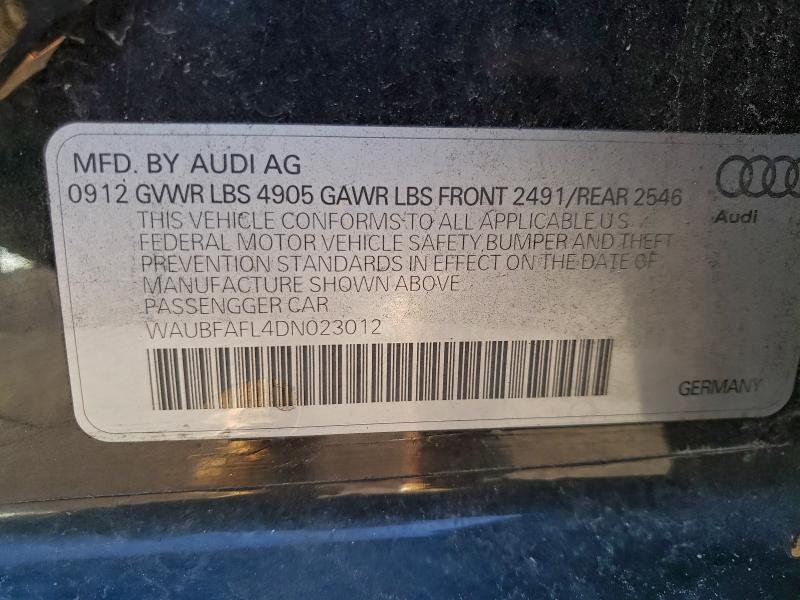 MFD. BY AUDI AG
0912 GVWR LBS 4905 GAWR LBS FRONT 2491/REAR 2546
THIS VEHICLE CONFORMS TO ALL APPLICABLE U S
FEDERAL MOTOR VEHICLE SAFETY BUMPER AND THEFT
PREVENTION STANDARDS IN EFFECT ON THE DATE OF
MANUFACTURE SHOWN ABOVE
PASSENGGER CAR
WAUBFAFL4DN023012
Audi
GERMANY